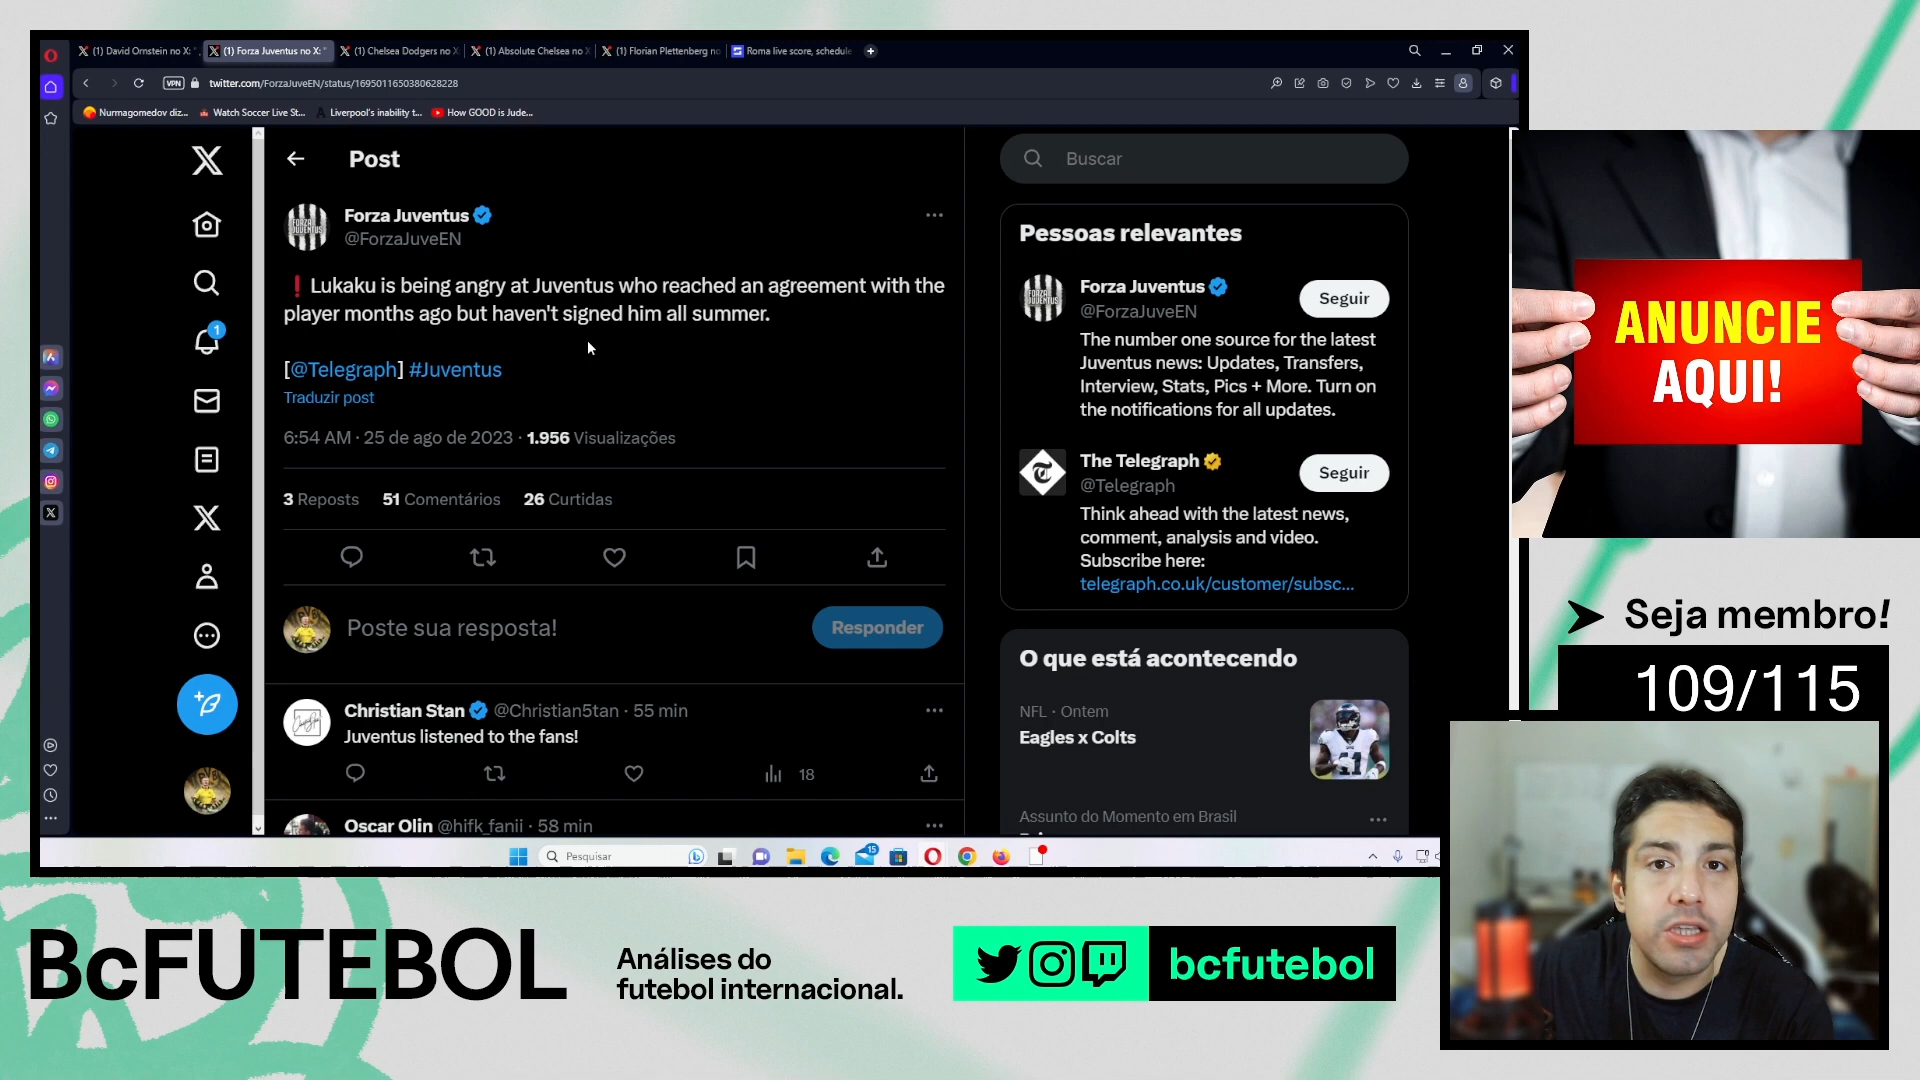 (1) David Ornstein no X: "
(1) Forza Juventus no X: "
(1) Chelsea Dodgers no X
(1) Absolute Chelsea no X
(1) Florian Plettenberg no
Roma live score, schedule
VPN
twitter.com/ForzaJuveEN/status/1695011650380628228
Nurmagomedov diz...
Watch Soccer Live St...
Liverpool's inability t...
How GOOD is Jude...
Post
Buscar
Forza Juventus
@ForzaJuveEN
❗Lukaku is being angry at Juventus who reached an agreement with the
player months ago but haven't signed him all summer.
[@Telegraph] #Juventus
Traduzir post
6:54 AM · 25 de ago de 2023 · 1.956 Visualizações
3 Reposts 51 Comentários 26 Curtidas
Poste sua resposta!
Responder
Christian Stan @Christian5tan · 55 min
Juventus listened to the fans!
18
Oscar Olin @hifk_fanii · 58 min
1
Pessoas relevantes
Forza Juventus
@ForzaJuveEN
Seguir
The number one source for the latest
Juventus news: Updates, Transfers,
Interview, Stats, Pics + More. Turn on
the notifications for all updates.
The Telegraph
@Telegraph
Seguir
Think ahead with the latest news,
comment, analysis and video.
Subscribe here:
telegraph.co.uk/customer/subsc...
O que está acontecendo
NFL · Ontem
Eagles x Colts
Assunto do Momento em Brasil
Pesquisar
15
ANUNCIE
AQUI!
Seja membro!
109/115
BcFUTEBOL
Análises do
futebol internacional.
bcfutebol